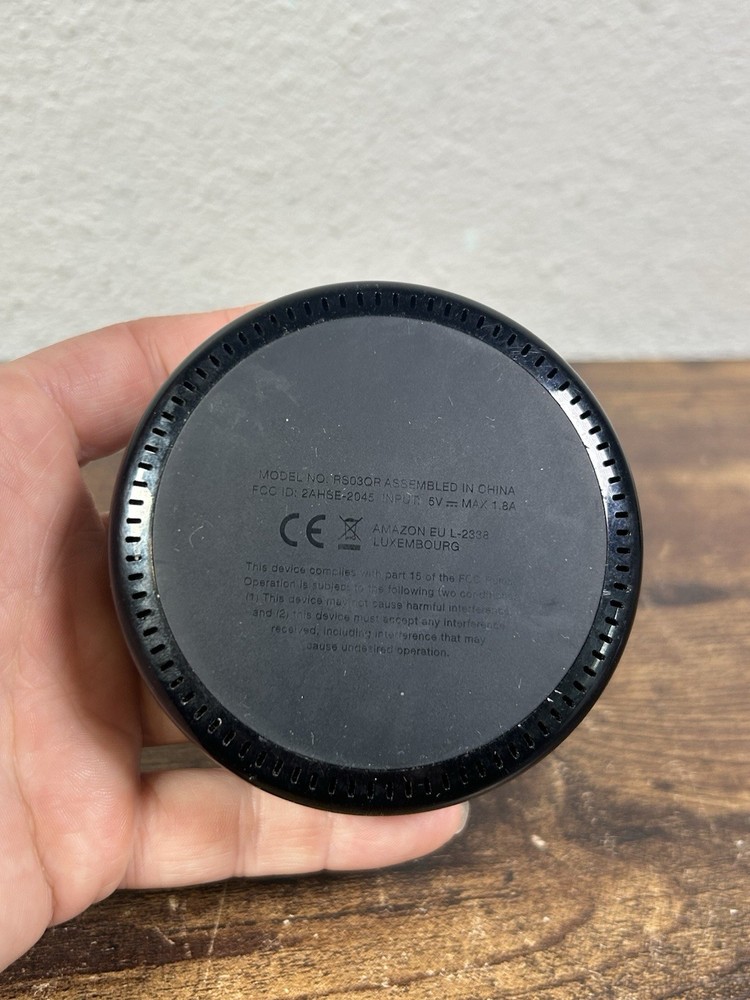 MODEL NO: RS03QR ASSEMBLED IN CHINA
FCC ID: 2AHSE-2045 INPUT: 5V MAX 1.8A
CE AMAZON EU L-2338
LUXEMBOURG
This device complies with part 15 of the FCC
Operation is subject to the following two conditions
(1) This device may not cause harmful interference
and (2) this device must accept any interference
received, including interference that may
cause undesired operation.